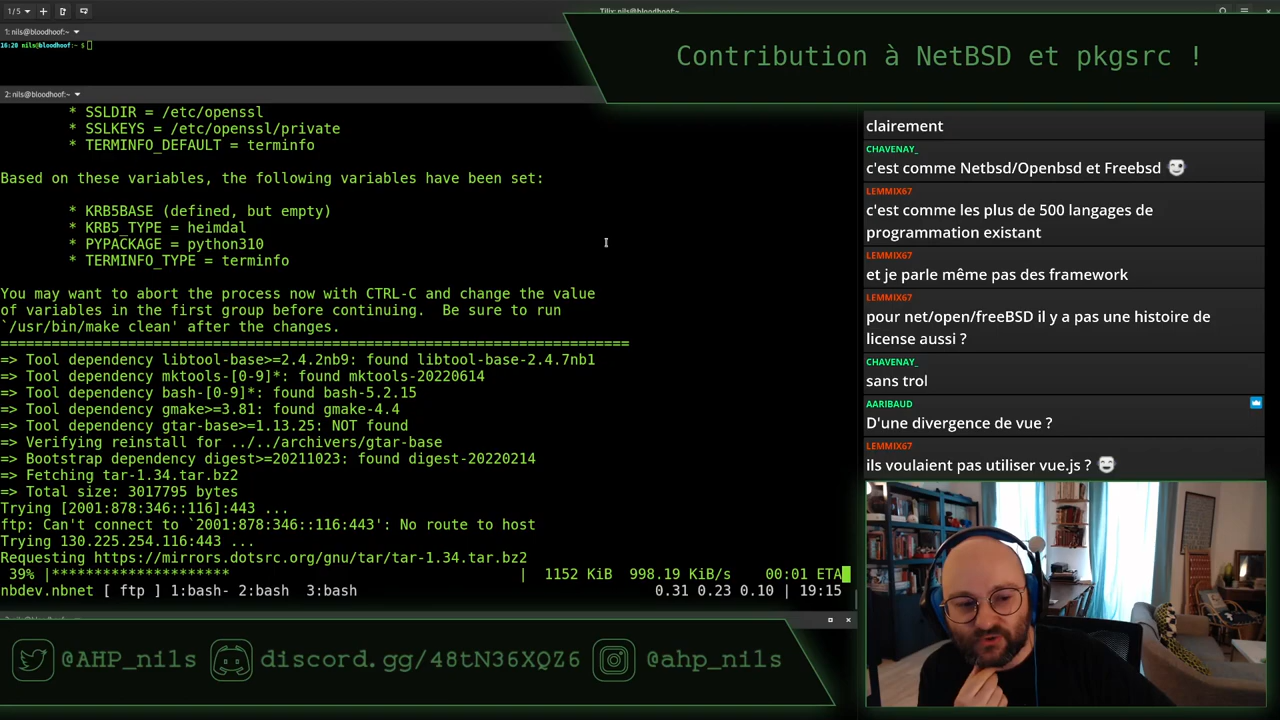 1/5
Tilix: nils@bloodhoof:~
1: nils@bloodhoof:~
16:20 nils@bloodhoof:~ $
Contribution à NetBSD et pkgsrc !
2: nils@bloodhoof:~
* SSLDIR = /etc/openssl
* SSLKEYS = /etc/openssl/private
* TERMINFO_DEFAULT = terminfo
Based on these variables, the following variables have been set:
* KRB5BASE (defined, but empty)
* KRB5_TYPE = heimdal
* PYPACKAGE = python310
* TERMINFO_TYPE = terminfo
You may want to abort the process now with CTRL-C and change the value
of variables in the first group before continuing.  Be sure to run
`/usr/bin/make clean' after the changes.
===========================================================================
=> Tool dependency libtool-base>=2.4.2nb9: found libtool-base-2.4.7nb1
=> Tool dependency mktools-[0-9]*: found mktools-20220614
=> Tool dependency bash-[0-9]*: found bash-5.2.15
=> Tool dependency gmake>=3.81: found gmake-4.4
=> Tool dependency gtar-base>=1.13.25: NOT found
=> Verifying reinstall for ../../archivers/gtar-base
=> Bootstrap dependency digest>=20211023: found digest-20220214
=> Fetching tar-1.34.tar.bz2
=> Total size: 3017795 bytes
Trying [2001:878:346::116]:443 ...
ftp: Can't connect to `2001:878:346::116:443': No route to host
Trying 130.225.254.116:443 ...
Requesting https://mirrors.dotsrc.org/gnu/tar/tar-1.34.tar.bz2
39% |********************** | 1152 KiB 998.19 KiB/s 00:01 ETA
nbdev.nbnet [ ftp ] 1:bash- 2:bash 3:bash 0.31 0.23 0.10 | 19:15
clairement
CHAVENAY_
c'est comme Netbsd/Openbsd et Freebsd
LEMMIX67
c'est comme les plus de 500 langages de
programmation existant
LEMMIX67
et je parle même pas des framework
LEMMIX67
pour net/open/freeBSD il y a pas une histoire de
license aussi ?
CHAVENAY_
sans trol
AARIBAUD
D'une divergence de vue ?
LEMMIX67
ils voulaient pas utiliser vue.js ?
@AHP_nils
discord.gg/48tN36XQZ6
@ahp_nils